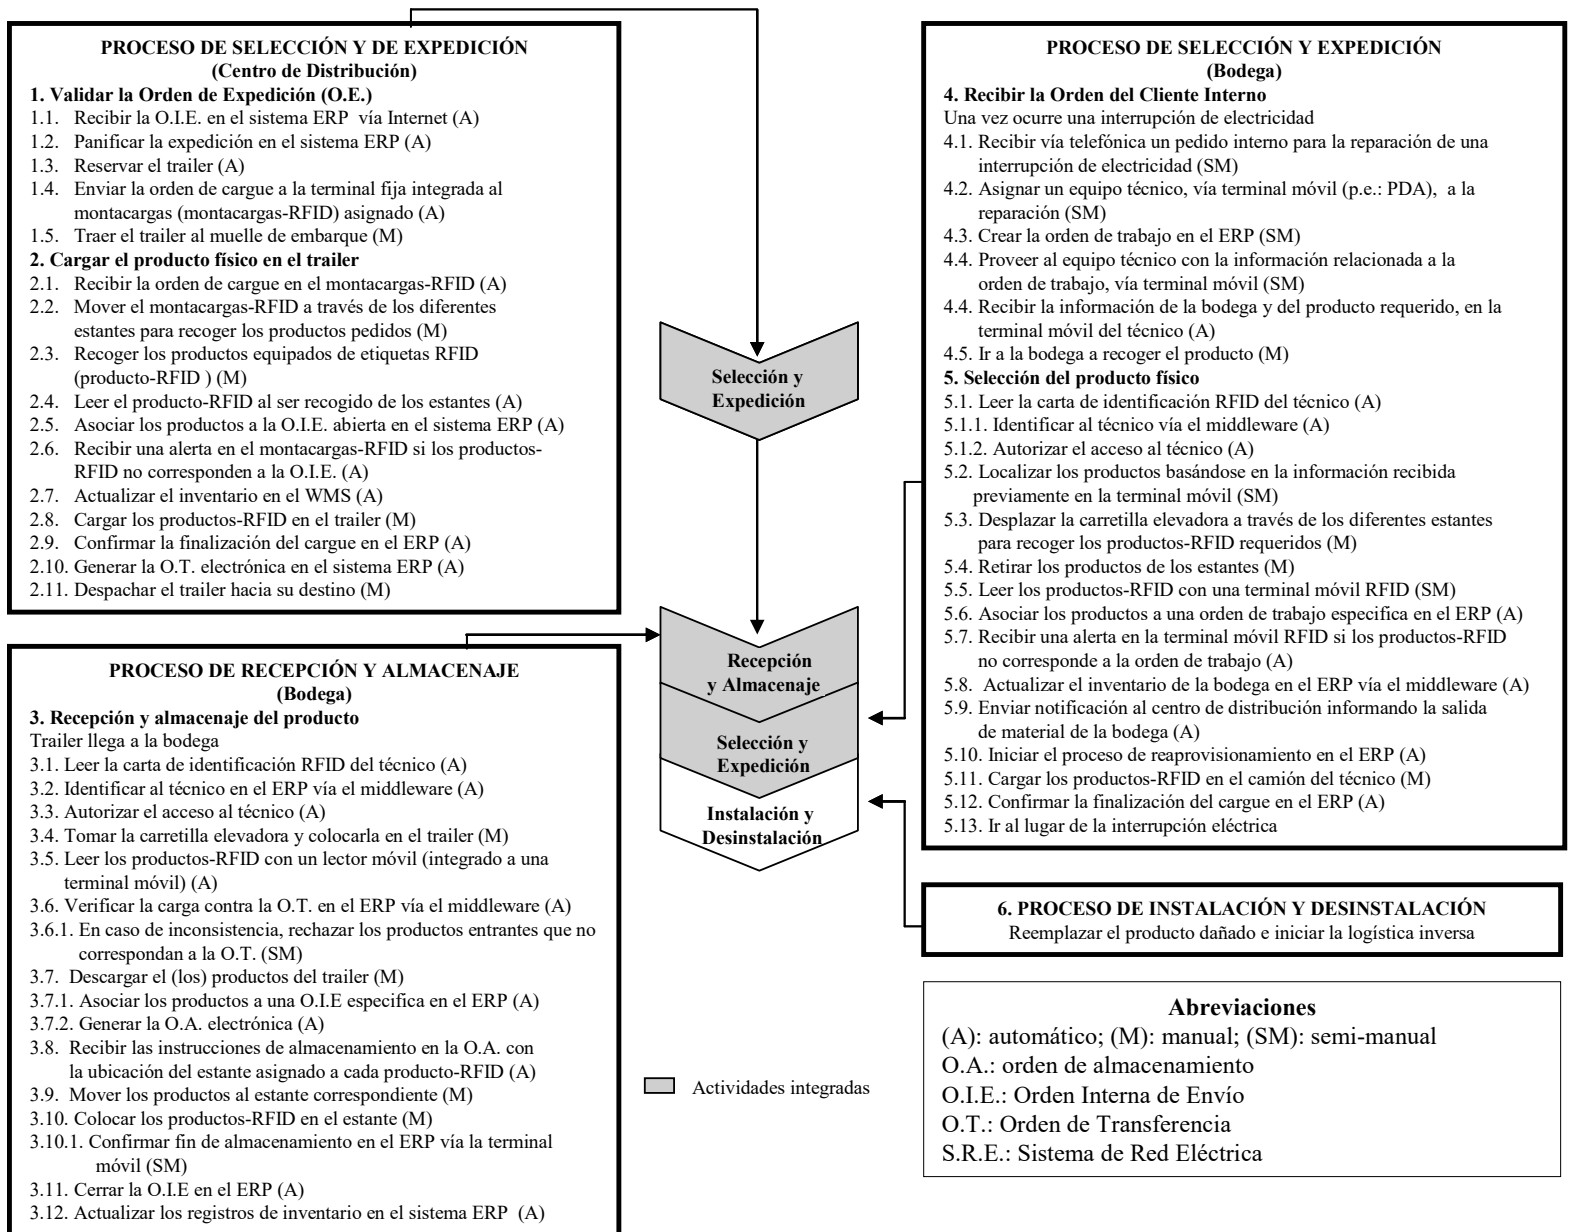 PROCESO DE SELECCIÓN Y DE EXPEDICIÓN
(Centro de Distribución)
1. Validar la Orden de Expedición (O.E.)
1.1. Recibir la O.I.E. en el sistema ERP vía Internet (A)
1.2. Panificar la expedición en el sistema ERP (A)
1.3. Reservar el trailer (A)
1.4. Enviar la orden de cargue a la terminal fija integrada al
montacargas (montacargas-RFID) asignado (A)
1.5. Traer el trailer al muelle de embarque (M)
2. Cargar el producto físico en el trailer
2.1. Recibir la orden de cargue en el montacargas-RFID (A)
2.2. Mover el montacargas-RFID a través de los diferentes
estantes para recoger los productos pedidos (M)
2.3. Recoger los productos equipados de etiquetas RFID
(producto-RFID ) (M)
2.4. Leer el producto-RFID al ser recogido de los estantes (A)
2.5. Asociar los productos a la O.I.E. abierta en el sistema ERP (A)
2.6. Recibir una alerta en el montacargas-RFID si los productos-
RFID no corresponden a la O.I.E. (A)
2.7. Actualizar el inventario en el WMS (A)
2.8. Cargar los productos-RFID en el trailer (M)
2.9. Confirmar la finalización del cargue en el ERP (A)
2.10. Generar la O.T. electrónica en el sistema ERP (A)
2.11. Despachar el trailer hacia su destino (M)
PROCESO DE RECEPCIÓN Y ALMACENAJE
(Bodega)
3. Recepción y almacenaje del producto
Trailer llega a la bodega
3.1. Leer la carta de identificación RFID del técnico (A)
3.2. Identificar al técnico en el ERP vía el middleware (A)
3.3. Autorizar el acceso al técnico (A)
3.4. Tomar la carretilla elevadora y colocarla en el trailer (M)
3.5. Leer los productos-RFID con un lector móvil (integrado a una
terminal móvil) (A)
3.6. Verificar la carga contra la O.T. en el ERP vía el middleware (A)
3.6.1. En caso de inconsistencia, rechazar los productos entrantes que no
correspondan a la O.T. (SM)
3.7. Descargar el (los) productos del trailer (M)
3.7.1. Asociar los productos a una O.I.E especifica en el ERP (A)
3.7.2. Generar la O.A. electrónica (A)
3.8. Recibir las instrucciones de almacenamiento en la O.A. con
la ubicación del estante asignado a cada producto-RFID (A)
3.9. Mover los productos al estante correspondiente (M)
3.10. Colocar los productos-RFID en el estante (M)
3.10.1. Confirmar fin de almacenamiento en el ERP vía la terminal
móvil (SM)
3.11. Cerrar la O.I.E en el ERP (A)
3.12. Actualizar los registros de inventario en el sistema ERP (A)
Selección y
Expedición
Recepción
y Almacenaje
Selección y
Expedición
Instalación y
Desinstalación
Actividades integradas
PROCESO DE SELECCIÓN Y EXPEDICIÓN
(Bodega)
4. Recibir la Orden del Cliente Interno
Una vez ocurre una interrupción de electricidad
4.1. Recibir vía telefónica un pedido interno para la reparación de una
interrupción de electricidad (SM)
4.2. Asignar un equipo técnico, vía terminal móvil (p.e.: PDA), a la
reparación (SM)
4.3. Crear la orden de trabajo en el ERP (SM)
4.4. Proveer al equipo técnico con la información relacionada a la
orden de trabajo, vía terminal móvil (SM)
4.4. Recibir la información de la bodega y del producto requerido, en la
terminal móvil del técnico (A)
4.5. Ir a la bodega a recoger el producto (M)
5. Selección del producto físico
5.1. Leer la carta de identificación RFID del técnico (A)
5.1.1. Identificar al técnico vía el middleware (A)
5.1.2. Autorizar el acceso al técnico (A)
5.2. Localizar los productos basándose en la información recibida
previamente en la terminal móvil (SM)
5.3. Desplazar la carretilla elevadora a través de los diferentes estantes
para recoger los productos-RFID requeridos (M)
5.4. Retirar los productos de los estantes (M)
5.5. Leer los productos-RFID con una terminal móvil RFID (SM)
5.6. Asociar los productos a una orden de trabajo especifica en el ERP (A)
5.7. Recibir una alerta en la terminal móvil RFID si los productos-RFID
no corresponde a la orden de trabajo (A)
5.8. Actualizar el inventario de la bodega en el ERP vía el middleware (A)
5.9. Enviar notificación al centro de distribución informando la salida
de material de la bodega (A)
5.10. Iniciar el proceso de reaprovisionamiento en el ERP (A)
5.11. Cargar los productos-RFID en el camión del técnico (M)
5.12. Confirmar la finalización del cargue en el ERP (A)
5.13. Ir al lugar de la interrupción eléctrica
6. PROCESO DE INSTALACIÓN Y DESINSTALACIÓN
Reemplazar el producto dañado e iniciar la logística inversa
Abreviaciones
(A): automático; (M): manual; (SM): semi-manual
O.A.: orden de almacenamiento
O.I.E.: Orden Interna de Envío
O.T.: Orden de Transferencia
S.R.E.: Sistema de Red Eléctrica